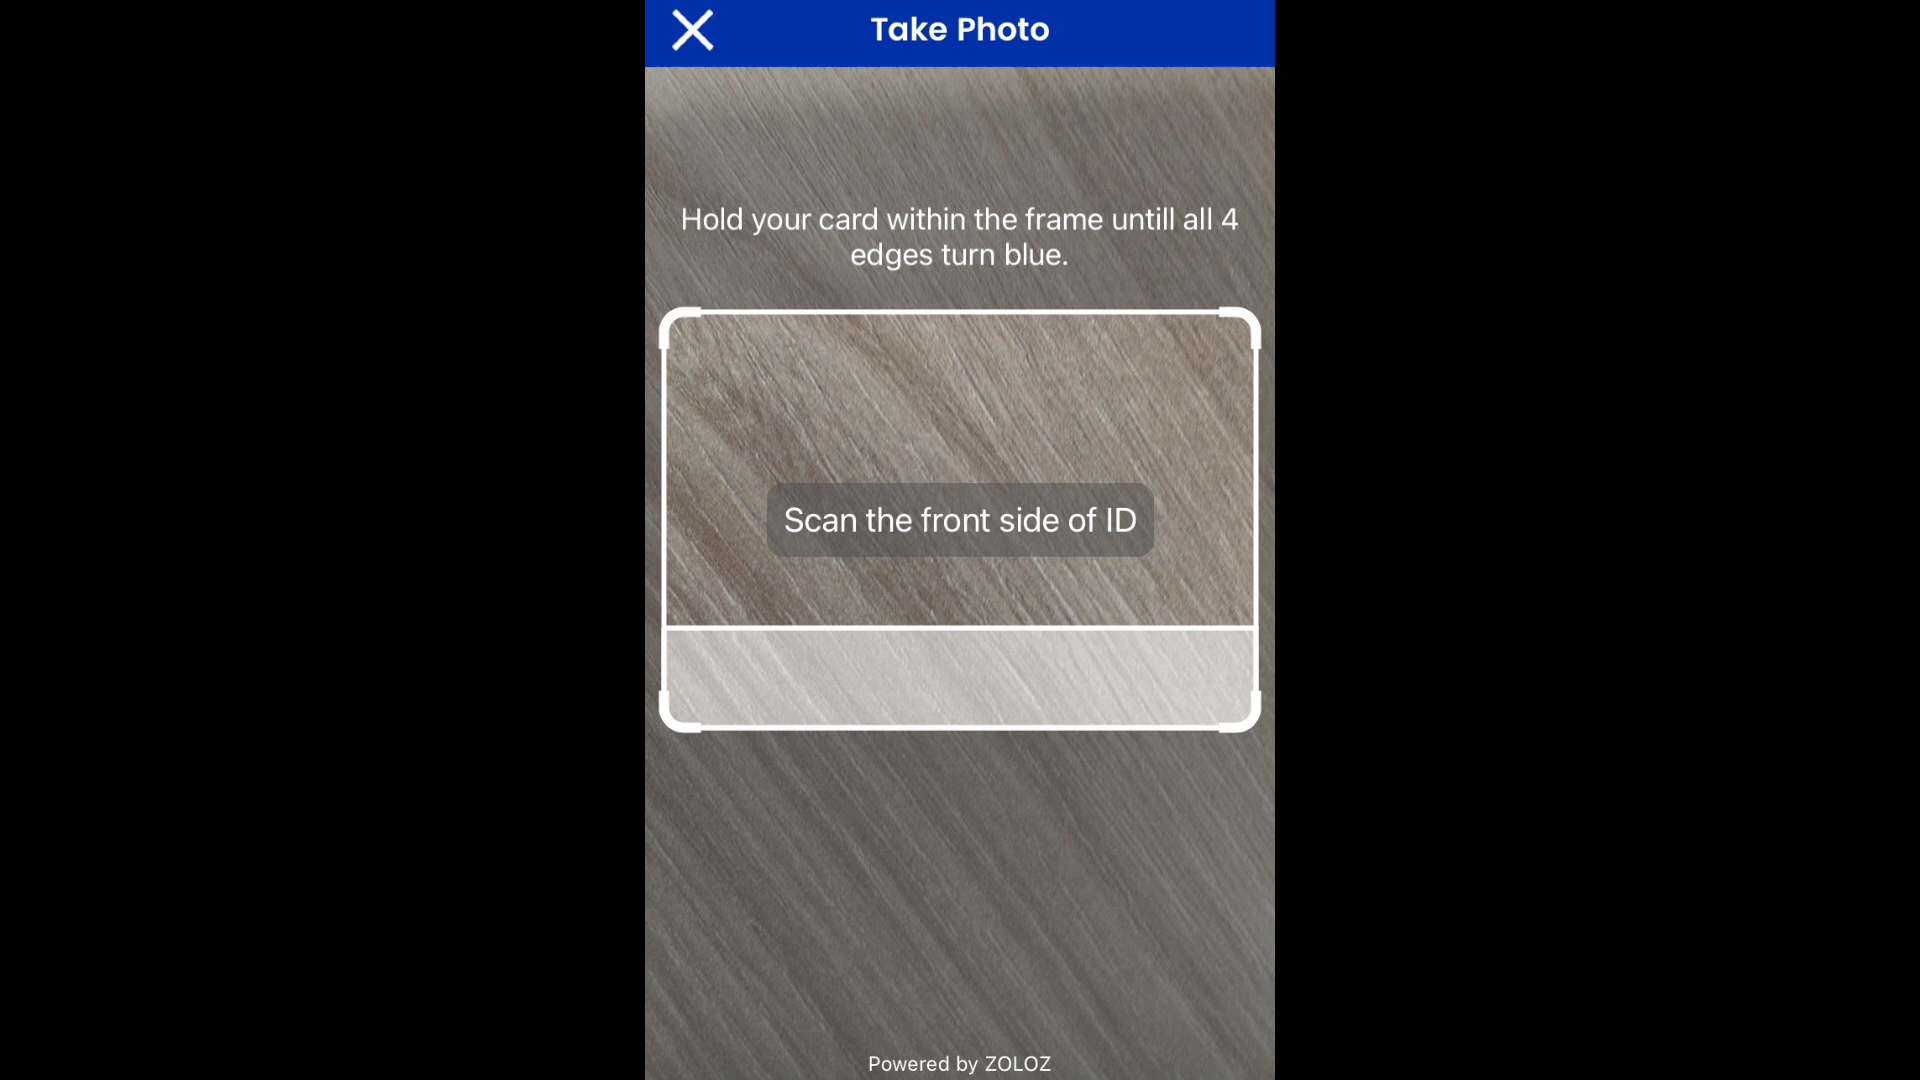 Take Photo
Hold your card within the frame untill all 4
edges turn blue.
Scan the front side of ID
Powered by ZOLOZ